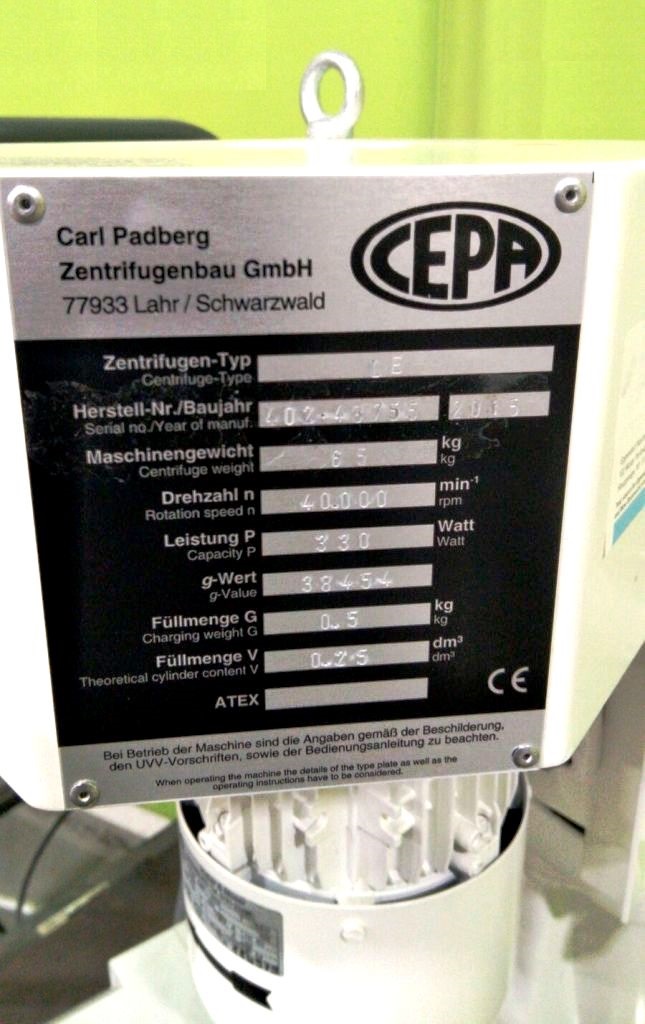 Carl Padberg
Zentrifugenbau GmbH
77933 Lahr / Schwarzwald
CEPA
Zentrifugen-Typ LE
Centrifuge-Type
Herstell-Nr./Baujahr 402-48755 2015
Serial no./Year of manuf.
Maschinengewicht 65 kg
Centrifuge weight kg
Drehzahl n 40.000 min⁻¹
Rotation speed n rpm
Leistung P 330 Watt
Capacity P Watt
g-Wert 38454
g-Value
Füllmenge G 0.5 kg
Charging weight G kg
Füllmenge V 0.25 dm³
Theoretical cylinder content V dm³
ATEX
CE
Bei Betrieb der Maschine sind die Angaben gemäß der Beschilderung,
den UVV-Vorschriften, sowie der Bedienungsanleitung zu beachten.
When operating the machine the details of the type plate as well as the
operating instructions have to be considered.